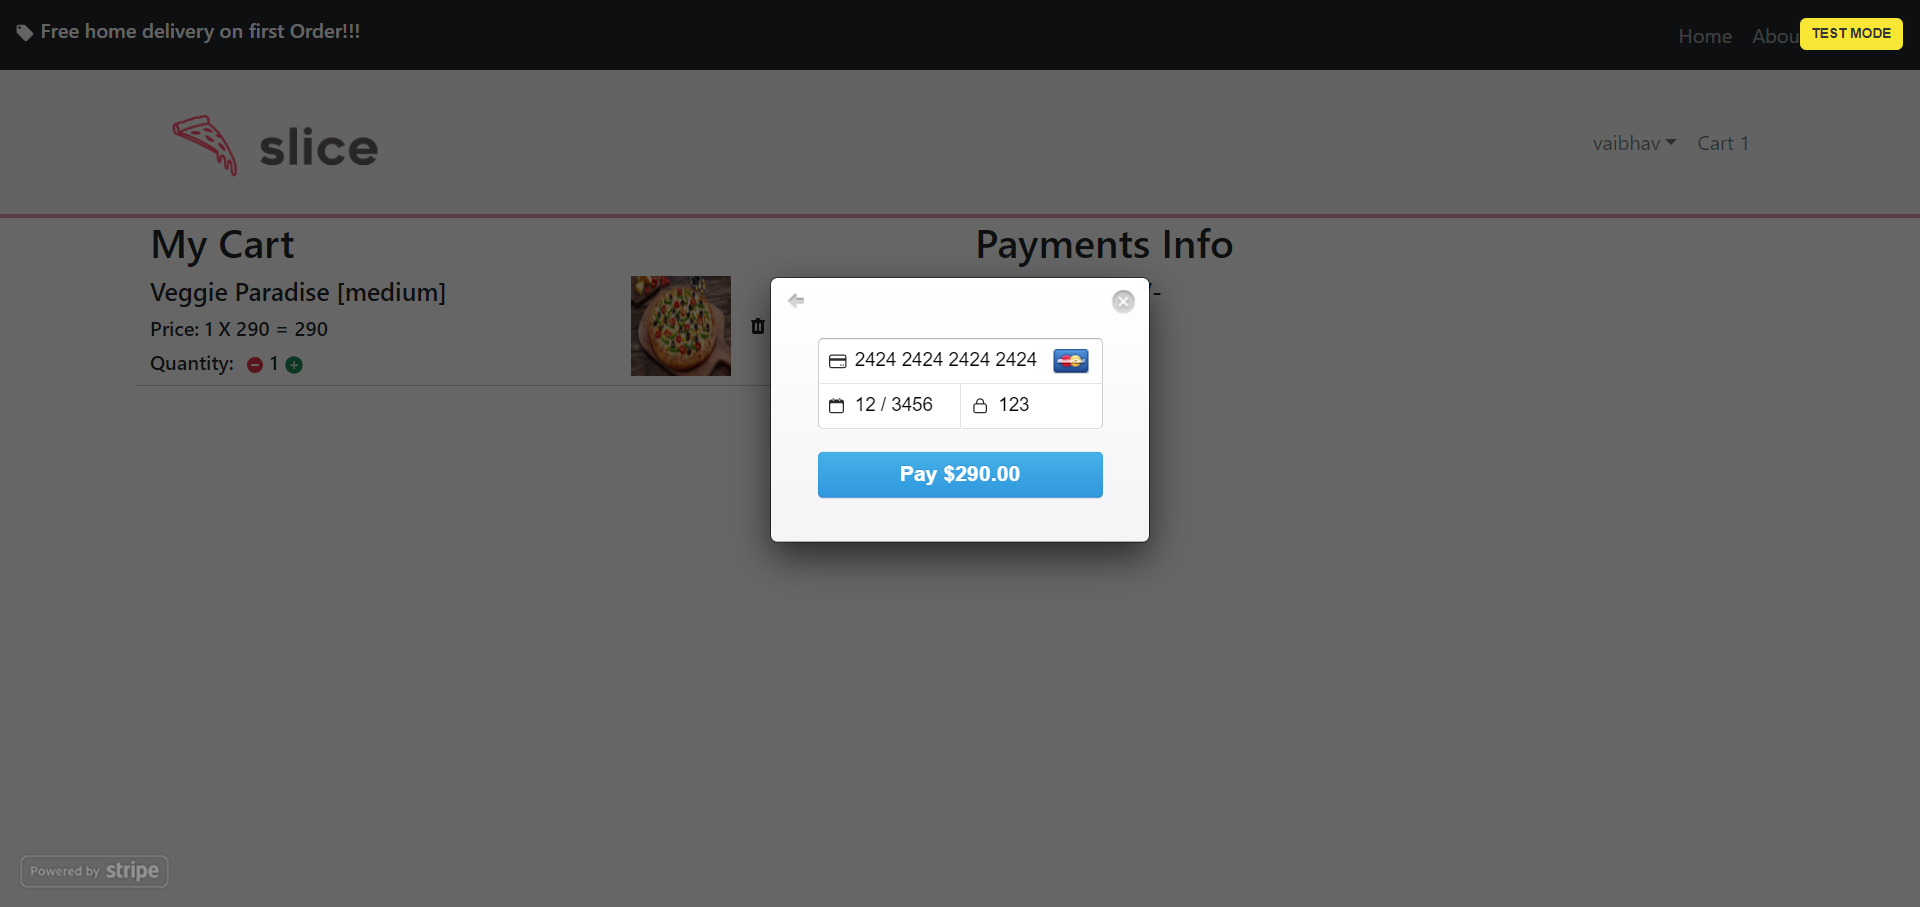 Free home delivery on first Order!!!
Home Abou
TEST MODE
slice
vaibhav Cart 1
My Cart
Payments Info
Veggie Paradise [medium]
Price: 1 X 290 = 290
Quantity: 1
2424 2424 2424 2424
12 / 3456
123
Pay $290.00
Powered by stripe